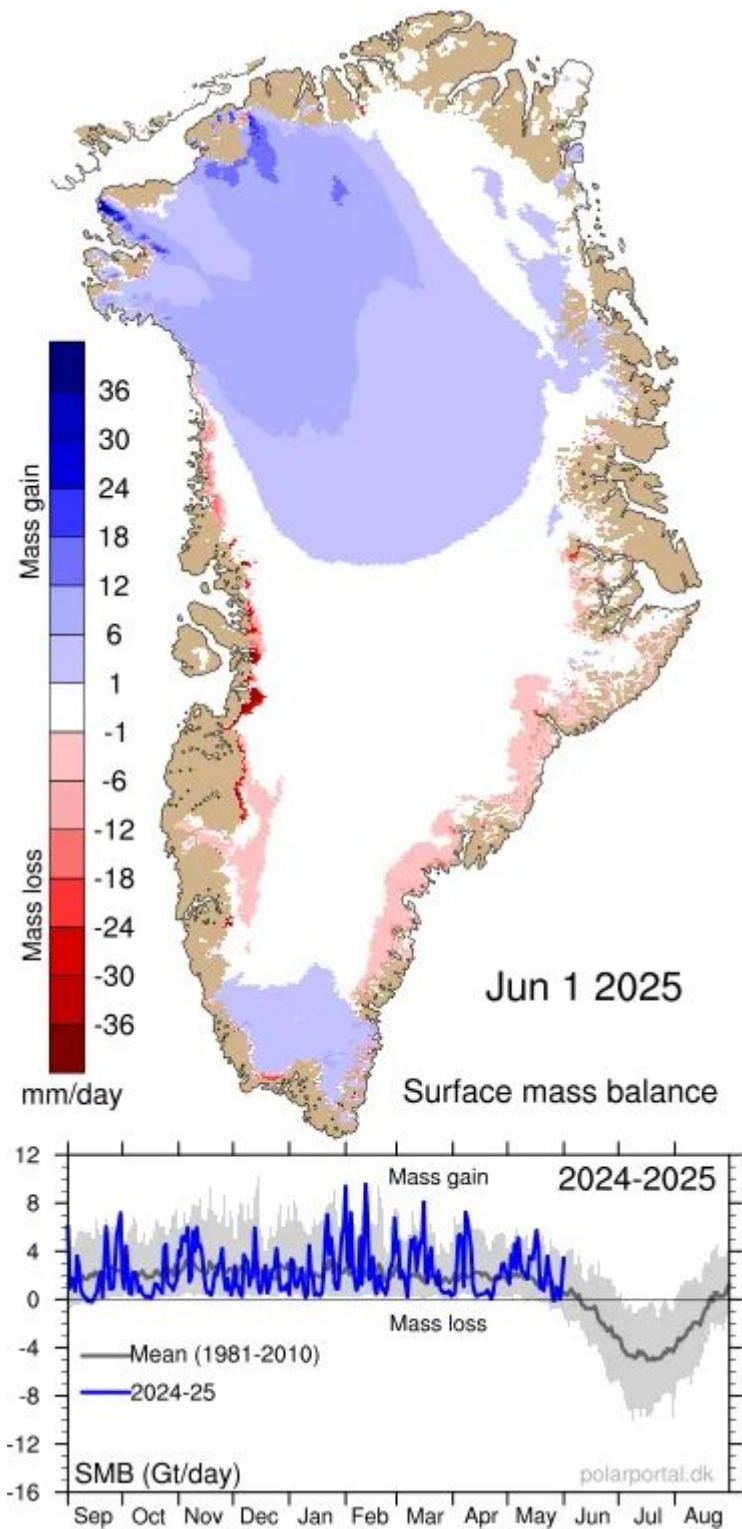 Mass gain
36
30
24
18
12
6
1
-1
-6
-12
-18
-24
-30
-36
Mass loss
mm/day
Jun 1 2025
Surface mass balance
12
8
4
0
-4
-8
-12
-16
Mass gain
2024-2025
Mass loss
Mean (1981-2010)
2024-25
SMB (Gt/day)
polarportal.dk
Sep Oct Nov Dec Jan Feb Mar Apr May Jun Jul Aug